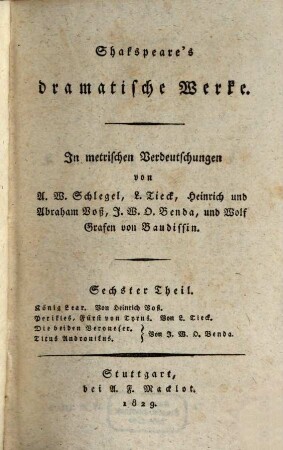 Shakspeare's
dramatische Werke.
In metrischen Verdeutschungen
von
A. W. Schlegel, L. Tieck, Heinrich und
Abraham Voß, J. W. O. Benda, und Wolf
Grafen von Baudissin.
Sechster Theil.
König Lear. Von Heinrich Voß.
Perikles, Fürst von Tyrus. Von L. Tieck.
Die beiden Veroneser.
Titus Andronikus.
Von J. W. O. Benda.
Stuttgart,
bei A. F. Macklot.
1829.